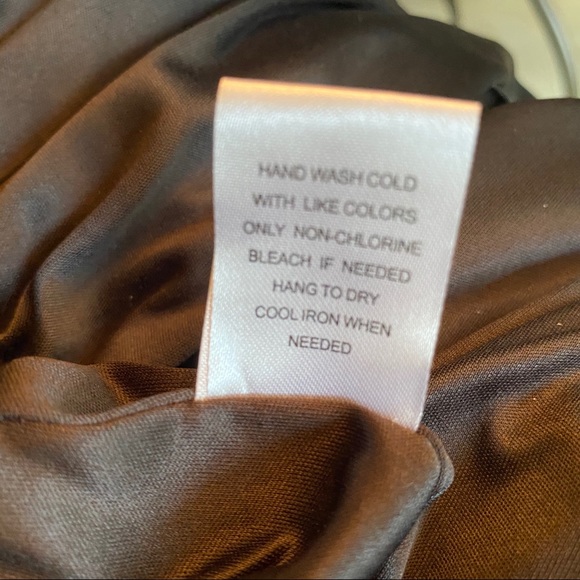 HAND WASH COLD
WITH LIKE COLORS
ONLY NON-CHLORINE
BLEACH IF NEEDED
HANG TO DRY
COOL IRON WHEN
NEEDED